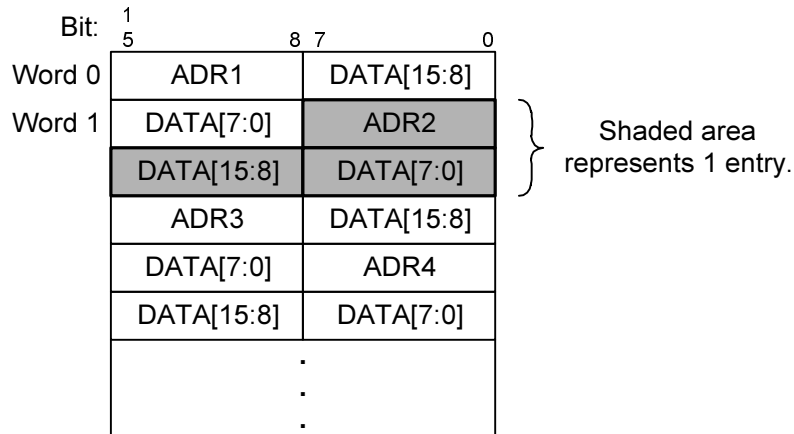 Bit: 15 8 7 0
Word 0 ADR1 DATA[15:8]
Word 1 DATA[7:0] ADR2
DATA[15:8] DATA[7:0]
ADR3 DATA[15:8]
DATA[7:0] ADR4
DATA[15:8] DATA[7:0]
.
.
.
Shaded area
represents 1 entry.